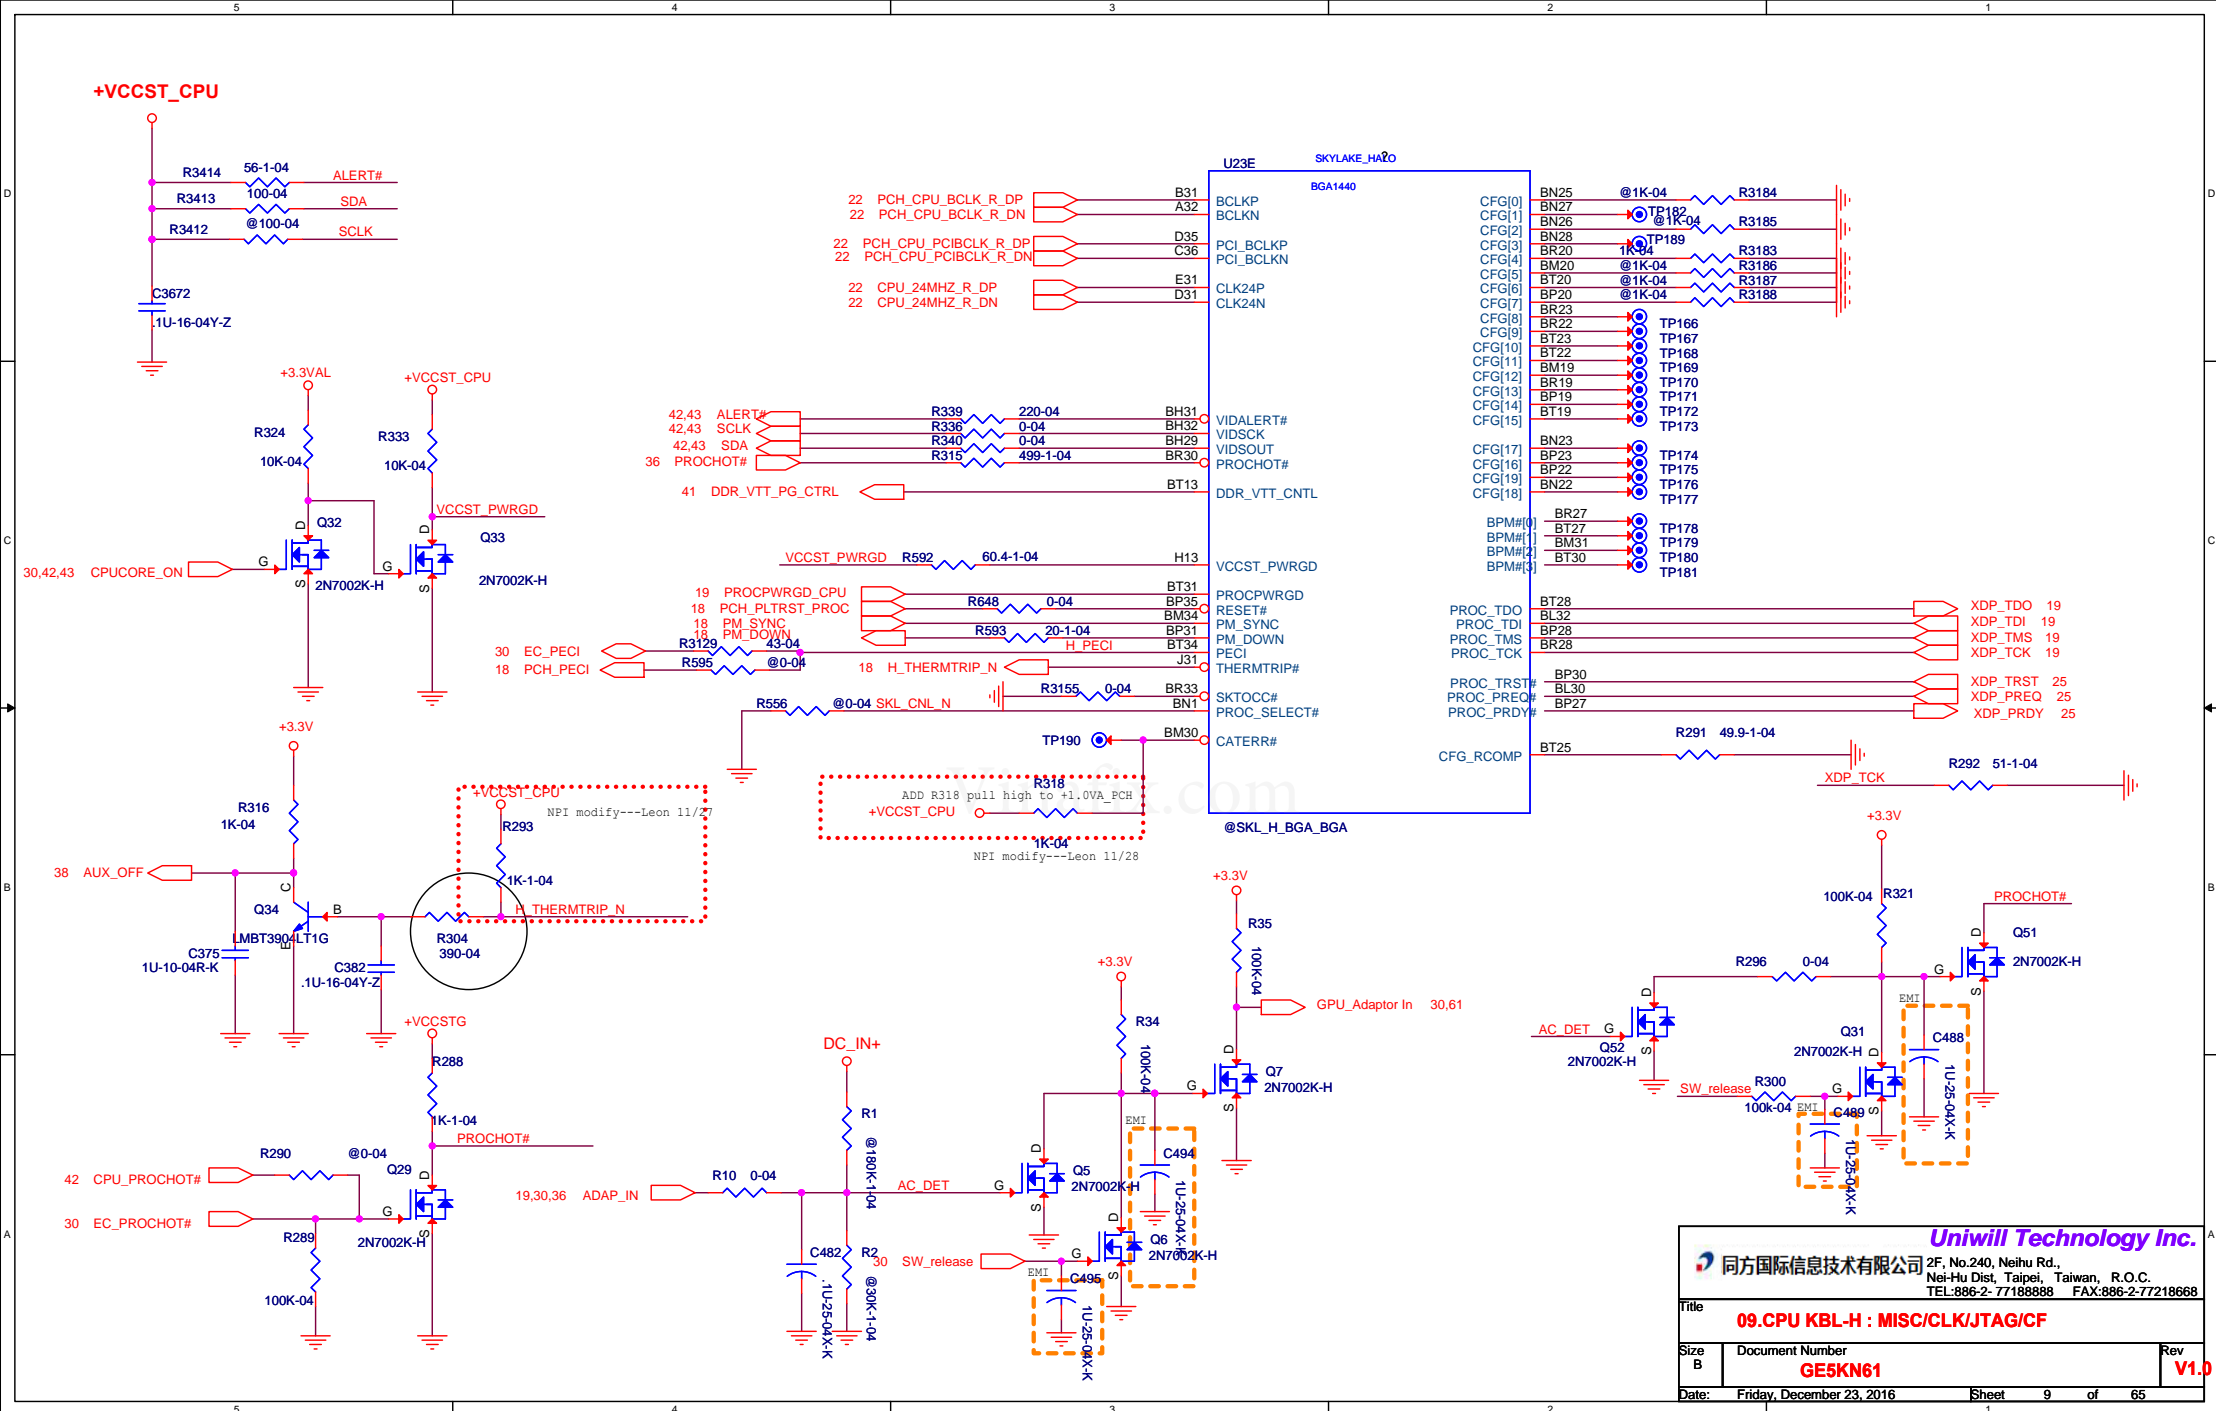 5 4 3 2 1
D
C
B
A
+VCCST_CPU
R3414 56-1-04 ALERT#
R3413 100-04 SDA
R3412 @100-04 SCLK
C3672
.1U-16-04Y-Z
+3.3VAL
+VCCST_CPU
R324
10K-04
R333
10K-04
VCCST_PWRGD
Q32
D
G
S
2N7002K-H
Q33
D
G
S
2N7002K-H
30,42,43 CPUCORE_ON
+3.3V
R316
1K-04
38 AUX_OFF
C
B
E
Q34
LMBT3904LT1G
C375
1U-10-04R-K
C382
.1U-16-04Y-Z
R304
390-04
+VCCST_CPU
NPI modify---Leon 11/27
R293
1K-1-04
H_THERMTRIP_N
+VCCSTG
R288
1K-1-04
PROCHOT#
R290 @0-04
Q29
D
G
S
2N7002K-H
42 CPU_PROCHOT#
30 EC_PROCHOT#
R289
100K-04
U23E
SKYLAKE_HALO
?
BGA1440
22 PCH_CPU_BCLK_R_DP B31 BCLKP
22 PCH_CPU_BCLK_R_DN A32 BCLKN
22 PCH_CPU_PCIBCLK_R_DP D35 PCI_BCLKP
22 PCH_CPU_PCIBCLK_R_DN C36 PCI_BCLKN
22 CPU_24MHZ_R_DP E31 CLK24P
22 CPU_24MHZ_R_DN D31 CLK24N
42,43 ALERT# R339 220-04 BH31 VIDALERT#
42,43 SCLK R336 0-04 BH32 VIDSCK
42,43 SDA R340 0-04 BH29 VIDSOUT
36 PROCHOT# R315 499-1-04 BR30 PROCHOT#
41 DDR_VTT_PG_CTRL BT13 DDR_VTT_CNTL
VCCST_PWRGD R592 60.4-1-04 H13 VCCST_PWRGD
19 PROCPWRGD_CPU BT31 PROCPWRGD
18 PCH_PLTRST_PROC R648 0-04 BP35 RESET#
18 PM_SYNC BM34 PM_SYNC
18 PM_DOWN R593 20-1-04 BP31 PM_DOWN
30 EC_PECI R3129 43-04 H_PECI BT34 PECI
18 PCH_PECI R595 @0-04
18 H_THERMTRIP_N J31 THERMTRIP#
R3155 0-04 BR33 SKTOCC#
R556 @0-04 SKL_CNL_N BN1 PROC_SELECT#
TP190 BM30 CATERR#
R318
ADD R318 pull high to +1.0VA_PCH
+VCCST_CPU
1K-04
NPI modify---Leon 11/28
@SKL_H_BGA_BGA
CFG[0] BN25 @1K-04 R3184
CFG[1] BN27 TP182
CFG[2] BN26 @1K-04 R3185
CFG[3] BN28 TP189
CFG[4] BR20 1K-04 R3183
CFG[5] BM20 @1K-04 R3186
CFG[6] BT20 @1K-04 R3187
CFG[7] BP20 @1K-04 R3188
CFG[8] BR23 TP166
CFG[9] BR22 TP167
CFG[10] BT23 TP168
CFG[11] BT22 TP169
CFG[12] BM19 TP170
CFG[13] BR19 TP171
CFG[14] BP19 TP172
CFG[15] BT19 TP173
CFG[17] BN23 TP174
CFG[16] BP23 TP175
CFG[19] BP22 TP176
CFG[18] BN22 TP177
BPM#[0] BR27 TP178
BPM#[1] BT27 TP179
BPM#[2] BM31 TP180
BPM#[3] BT30 TP181
PROC_TDO BT28 XDP_TDO 19
PROC_TDI BL32 XDP_TDI 19
PROC_TMS BP28 XDP_TMS 19
PROC_TCK BR28 XDP_TCK 19
PROC_TRST# BP30 XDP_TRST 25
PROC_PREQ# BL30 XDP_PREQ 25
PROC_PRDY# BP27 XDP_PRDY 25
CFG_RCOMP BT25 R291 49.9-1-04
XDP_TCK R292 51-1-04
Vinafix.com
DC_IN+
R1
@180K-1-04
R10 0-04
19,30,36 ADAP_IN
AC_DET
C482
.1U-25-04X-K
R2
@30K-1-04
+3.3V
R34
100K-04
+3.3V
R35
100K-04
GPU_Adaptor In 30,61
Q7
D
G
S
2N7002K-H
Q5
D
G
S
2N7002K-H
EMI
C494
1U-25-04X-K
Q6
D
G
S
2N7002K-H
30 SW_release
EMI
C495
1U-25-04X-K
+3.3V
100K-04 R321
PROCHOT#
Q51
D
G
S
2N7002K-H
R296 0-04
AC_DET
Q52
D
G
S
2N7002K-H
Q31
D
G
S
2N7002K-H
EMI
C488
1U-25-04X-K
SW_release R300
100k-04
EMI
C489
1U-25-04X-K
Uniwill Technology Inc.
同方国际信息技术有限公司
2F, No.240, Neihu Rd.,
Nei-Hu Dist, Taipei, Taiwan, R.O.C.
TEL:886-2- 77188888 FAX:886-2-77218668
Title
09.CPU KBL-H : MISC/CLK/JTAG/CF
Size Document Number Rev
B GE5KN61 V1.0
Date: Friday, December 23, 2016 Sheet 9 of 65
5 4 3 2 1
D
C
B
A